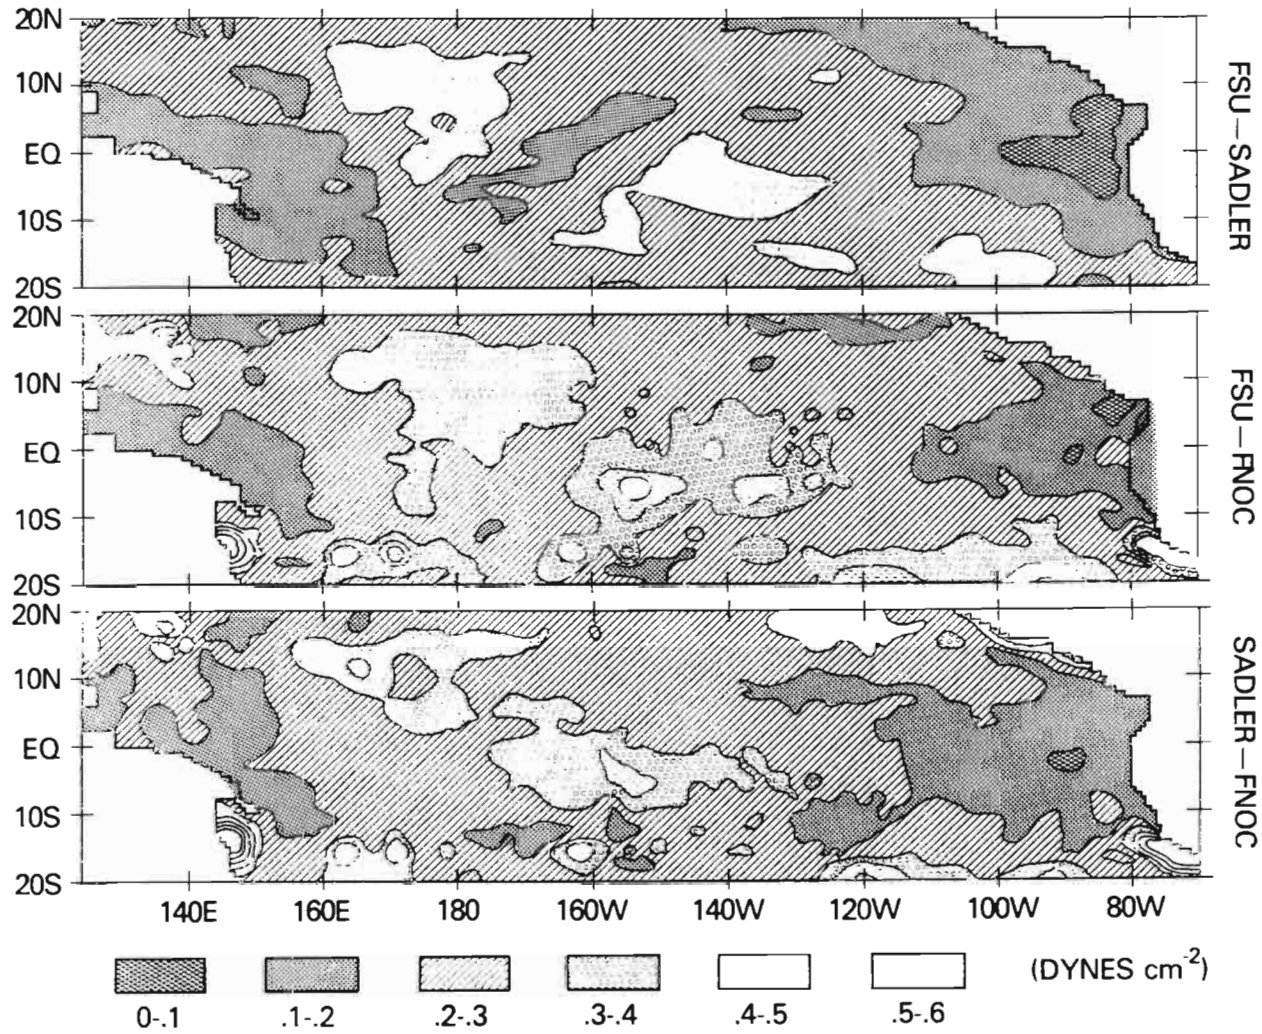 20N
10N
EQ
10S
20S
FSU—SADLER
20N
10N
EQ
10S
20S
FSU—FNOC
20N
10N
EQ
10S
20S
SADLER—FNOC
140E 160E 180 160W 140W 120W 100W 80W
0-.1 .1-.2 .2-.3 .3-.4 .4-.5 .5-.6 (DYNES cm-2)